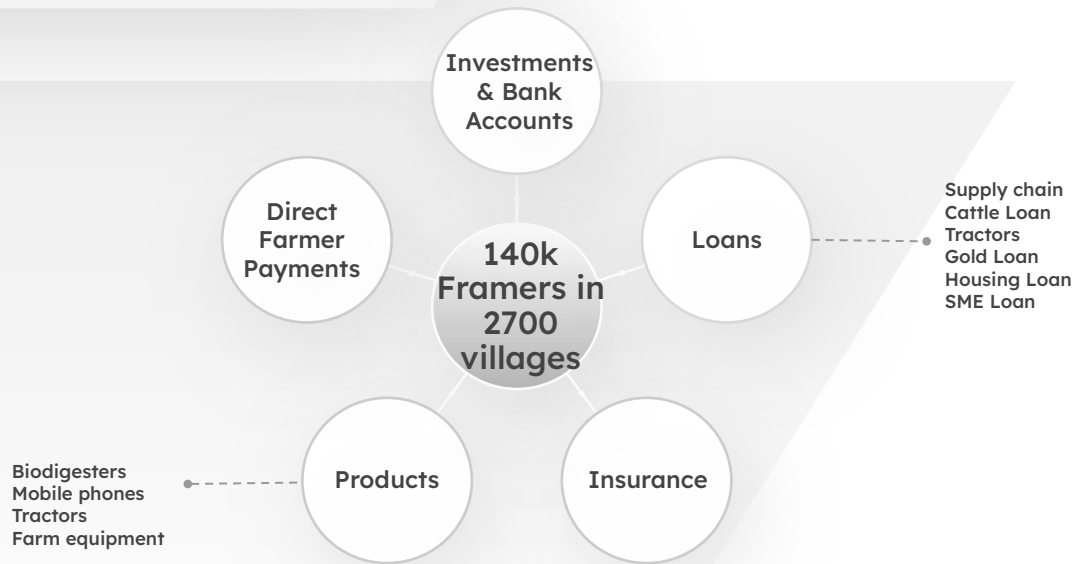 Investments
& Bank
Accounts
Direct
Farmer
Payments
140k
Framers in
2700
villages
Loans
Supply chain
Cattle Loan
Tractors
Gold Loan
Housing Loan
SME Loan
Products
Biodigesters
Mobile phones
Tractors
Farm equipment
Insurance